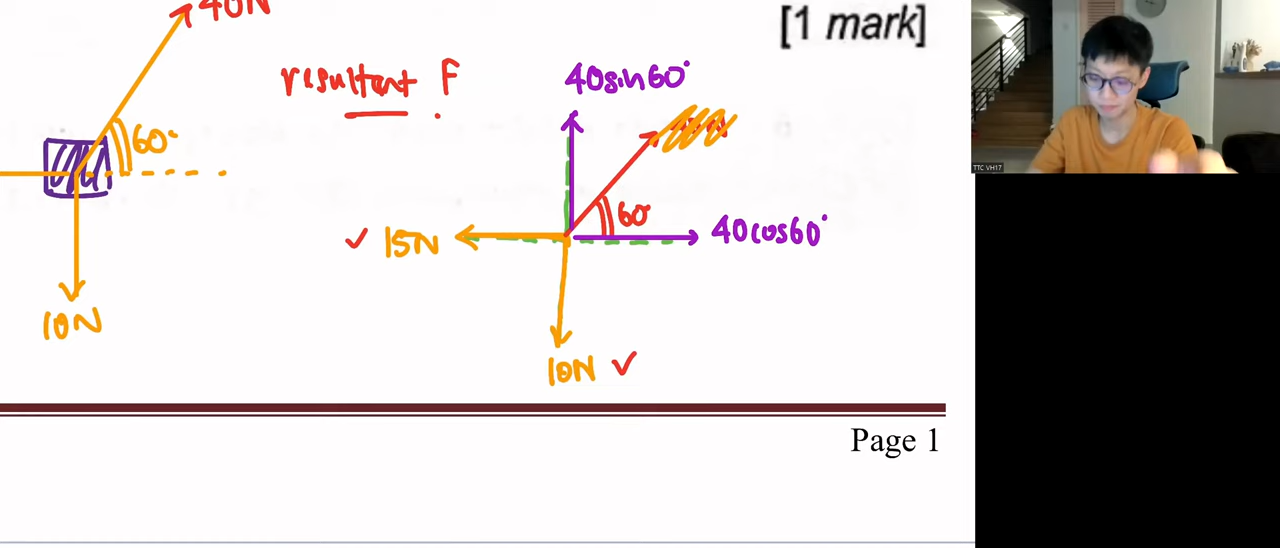 40N
[1 mark]
resultant F
40sin60°
60°
60°
✓ 15N
40cos60°
10N
10N ✓
Page 1
TTC VH17